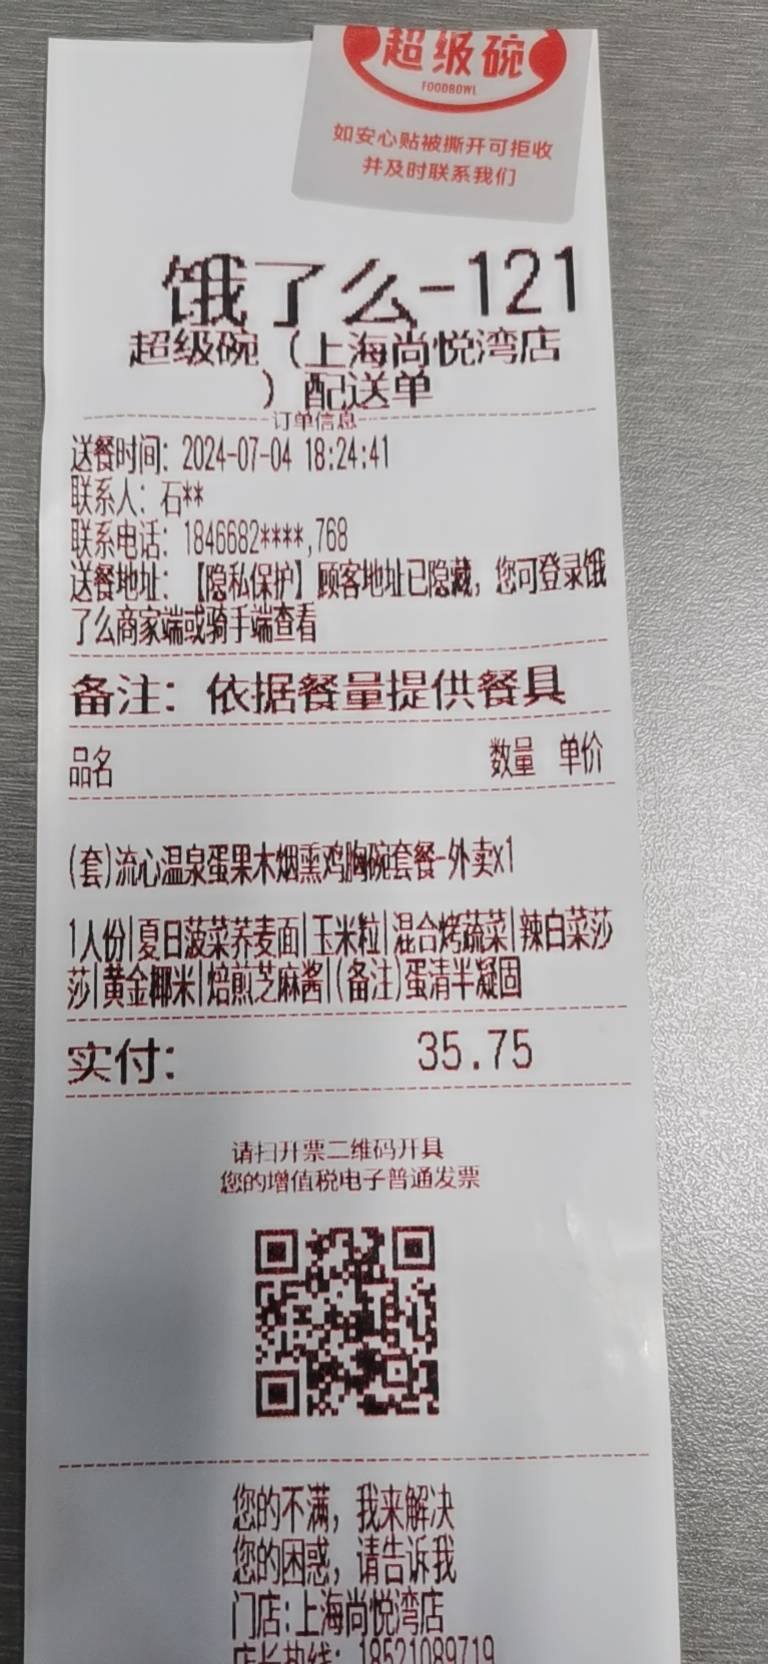 超级碗
FOODBOWL
如安心贴被撕开可拒收
并及时联系我们
饿了么-121
超级碗（上海尚悦湾店
）配送单
订单信息
送餐时间：2024-07-04 18:24:41
联系人：石**
联系电话：1846682****,768
送餐地址：【隐私保护】顾客地址已隐藏，您可登录饿
了么商家端或骑手端查看
备注：依据餐量提供餐具
品名 数量 单价
(套)流心温泉蛋果木烟熏鸡胸碗套餐-外卖x1
1人份|夏日菠菜荞麦面|玉米粒|混合烤蔬菜|辣白菜莎
莎|黄金椰米|焙煎芝麻酱|(备注)蛋清半凝固
实付： 35.75
请扫开票二维码开具
您的增值税电子普通发票
您的不满，我来解决
您的困惑，请告诉我
门店：上海尚悦湾店
店长热线：18521089719